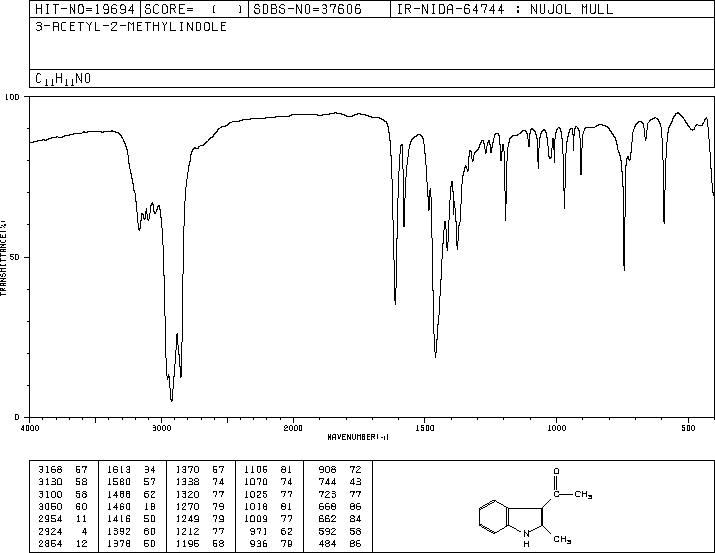 HIT-NO=19694 SCORE= ( ) SDBS-NO=37606 IR-NIDA-64744 : NUJOL MULL
3-ACETYL-2-METHYLINDOLE
C11H11NO
100
50
0
TRANSMITTANCE(%)
4000 3000 2000 1500 1000 500
WAVENUMBER(-1)
3168 57 1613 34 1370 57 1106 81 908 72
3130 58 1580 57 1338 74 1070 74 744 43
3100 58 1488 62 1320 77 1025 77 723 77
3060 60 1460 18 1270 79 1018 81 668 86
2954 11 1416 50 1249 79 1009 77 662 84
2924 4 1392 60 1212 77 971 62 592 58
2854 12 1378 50 1195 58 936 79 484 86
O
C CH3
N CH3
H